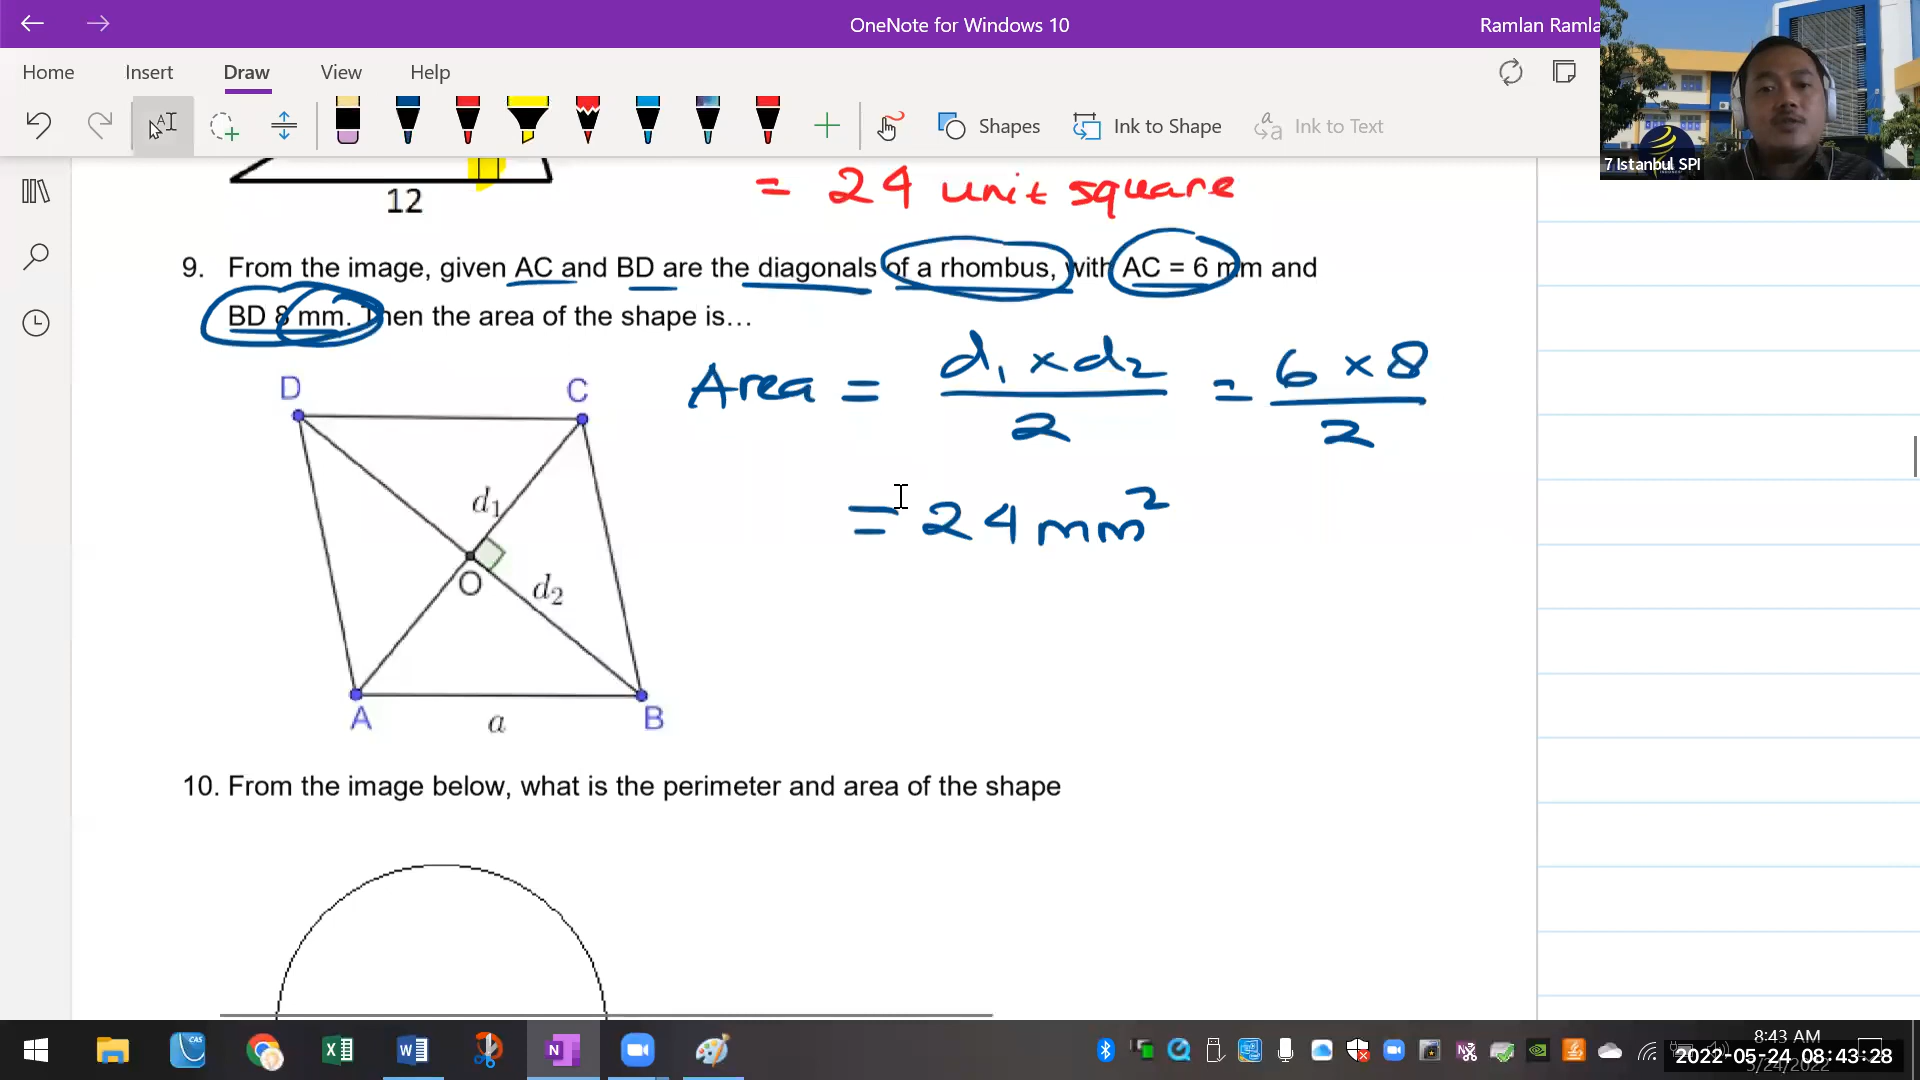 OneNote for Windows 10
Ramlan Ramla
Home Insert Draw View Help
Shapes Ink to Shape Ink to Text
7 Istanbul SPI
12
= 24 unit square
9. From the image, given AC and BD are the diagonals of a rhombus, with AC = 6 mm and
BD 8 mm. Then the area of the shape is…
Area = d1 x d2 / 2 = 6 x 8 / 2
= 24 mm²
D
C
d1
O
d2
A
a
B
10. From the image below, what is the perimeter and area of the shape
CAS
8:43 AM
2022-05-24 08:43:28
5/24/2022